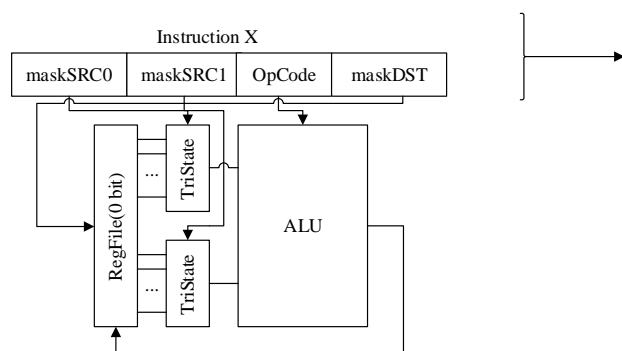 Instruction X
maskSRC0 maskSRC1 OpCode maskDST
RegFile(0 bit)
...
TriState
ALU
...
TriState